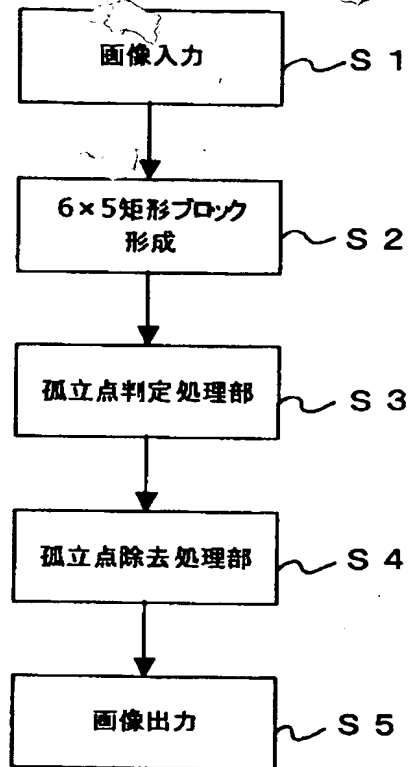 画像入力
S 1
6×5矩形ブロック
形成
S 2
孤立点判定処理部
S 3
孤立点除去処理部
S 4
画像出力
S 5